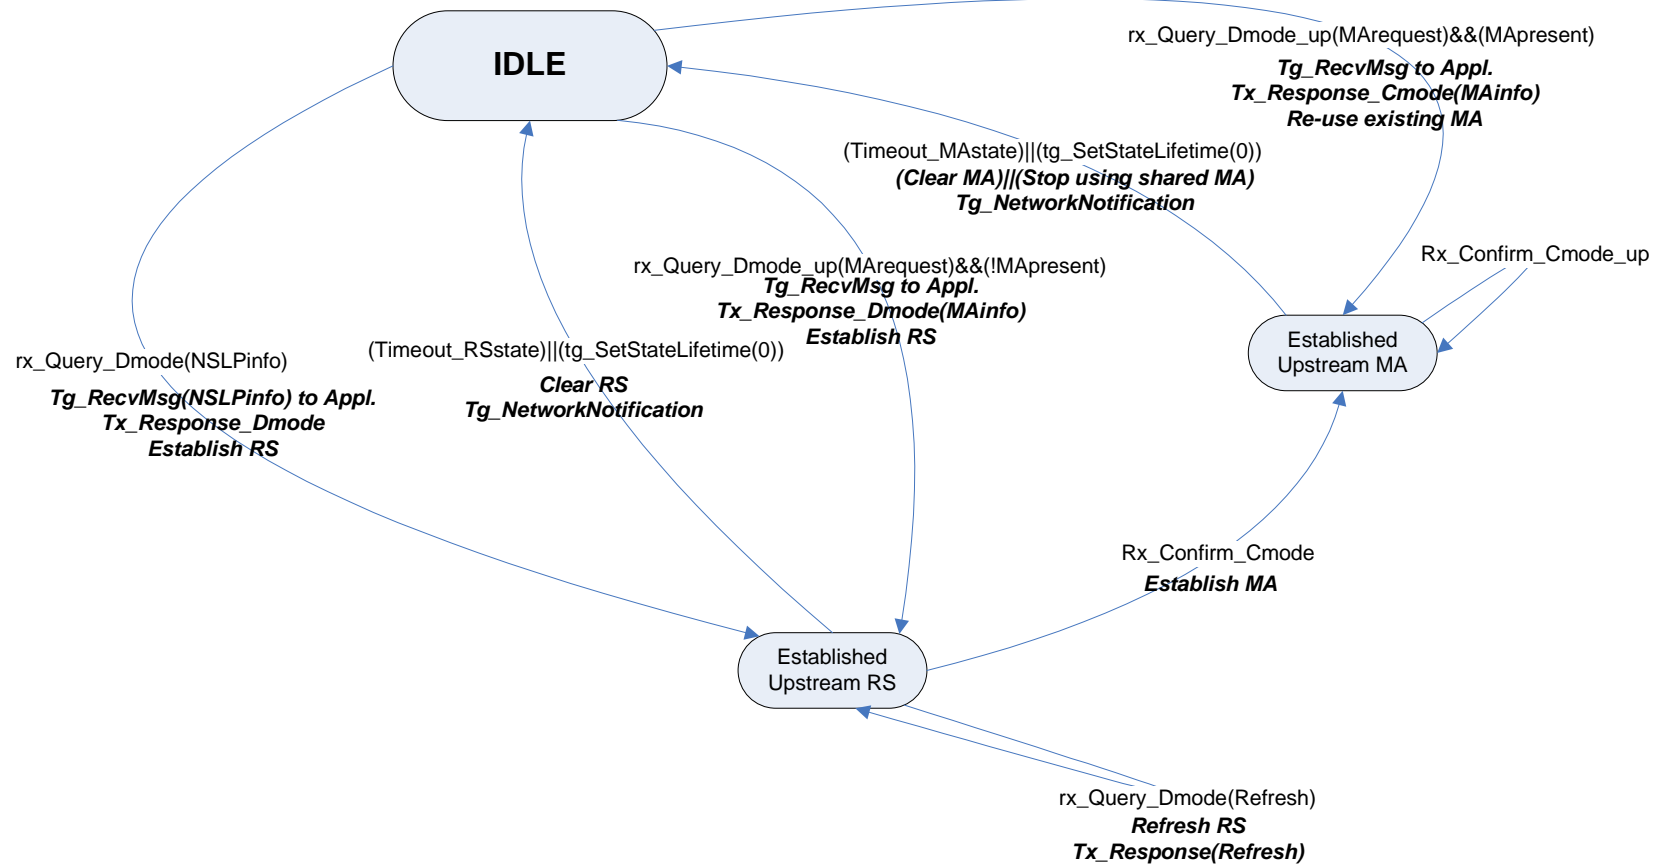 IDLE
rx_Query_Dmode_up(MArequest)&&(MApresent)
Tg_RecvMsg to Appl.
Tx_Response_Cmode(MAinfo)
Re-use existing MA
(Timeout_MAstate)||(tg_SetStateLifetime(0))
(Clear MA)||(Stop using shared MA)
Tg_NetworkNotification
Rx_Confirm_Cmode_up
rx_Query_Dmode_up(MArequest)&&(!MApresent)
Tg_RecvMsg to Appl.
Tx_Response_Dmode(MAinfo)
Establish RS
Established
Upstream MA
(Timeout_RSstate)||(tg_SetStateLifetime(0))
Clear RS
Tg_NetworkNotification
rx_Query_Dmode(NSLPinfo)
Tg_RecvMsg(NSLPinfo) to Appl.
Tx_Response_Dmode
Establish RS
Rx_Confirm_Cmode
Establish MA
Established
Upstream RS
rx_Query_Dmode(Refresh)
Refresh RS
Tx_Response(Refresh)